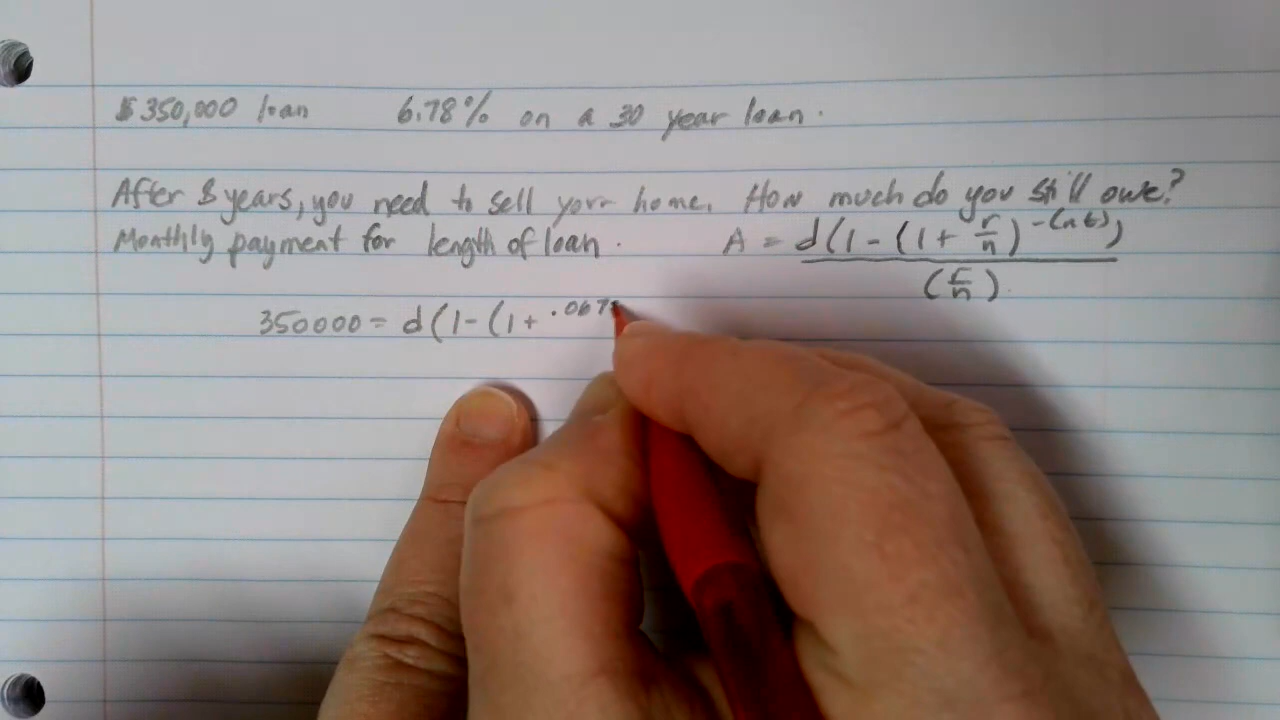 $350,000 loan 6.78% on a 30 year loan.
After 8 years, you need to sell your home. How much do you still owe?
Monthly payment for length of loan. A = d(1-(1+r/n)^-(nt))/(r/n).
350000 = d(1-(1+.067